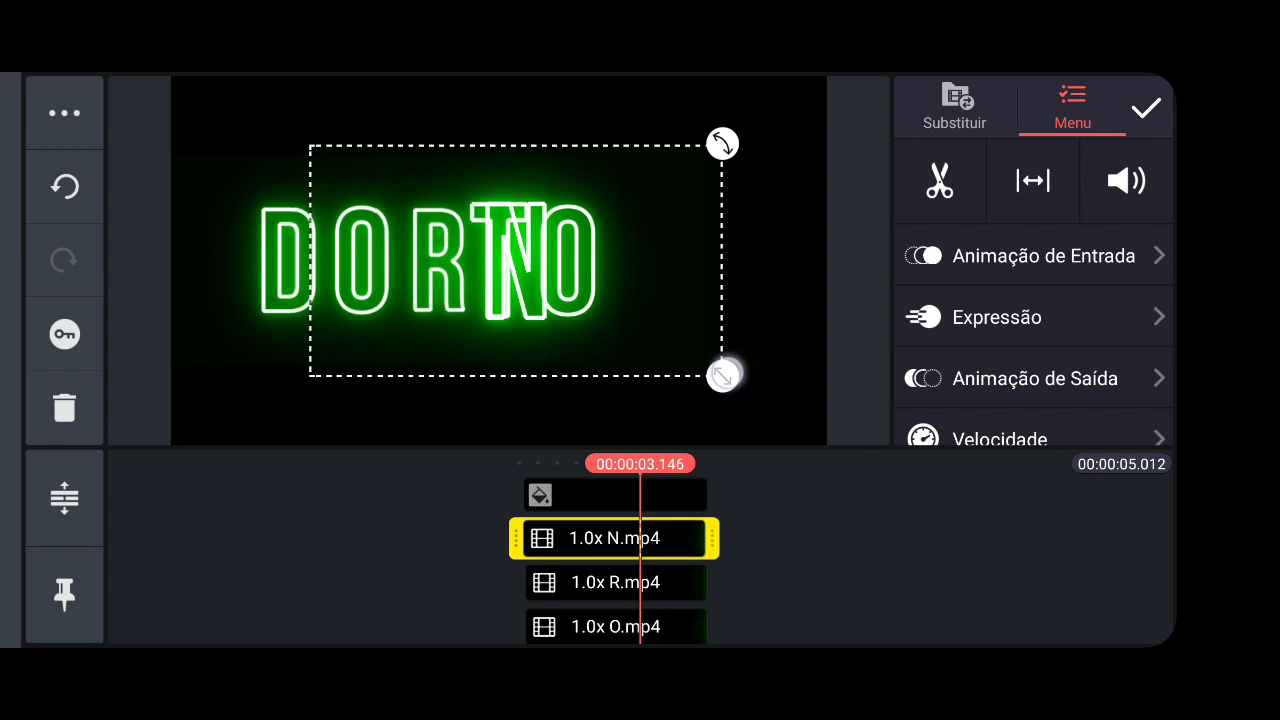 Substituir
Menu
DORTNO
Animação de Entrada
Expressão
Animação de Saída
Velocidade
00:00:03.146
00:00:05.012
1.0x N.mp4
1.0x R.mp4
1.0x O.mp4